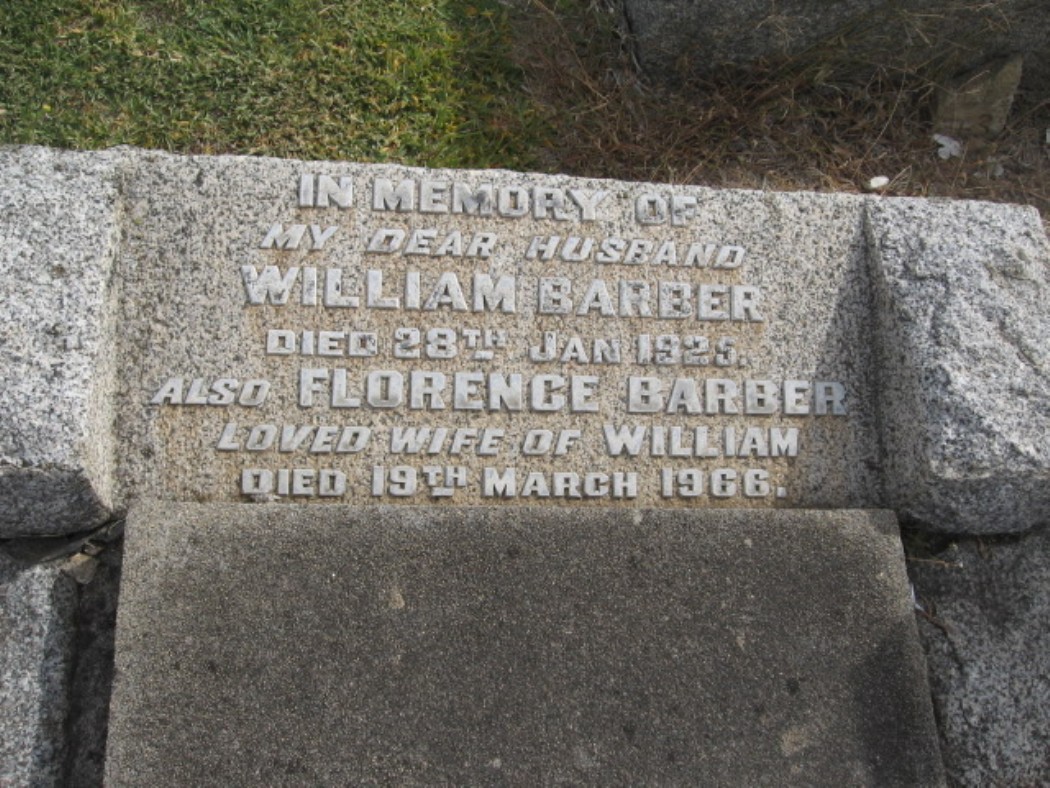 IN MEMORY OF
MY DEAR HUSBAND
WILLIAM BARBER
DIED 28TH JAN
ALSO FLORENCE BARBER
LOVED WIFE OF WILLIAM
DIED 19TH MARCH 1966.